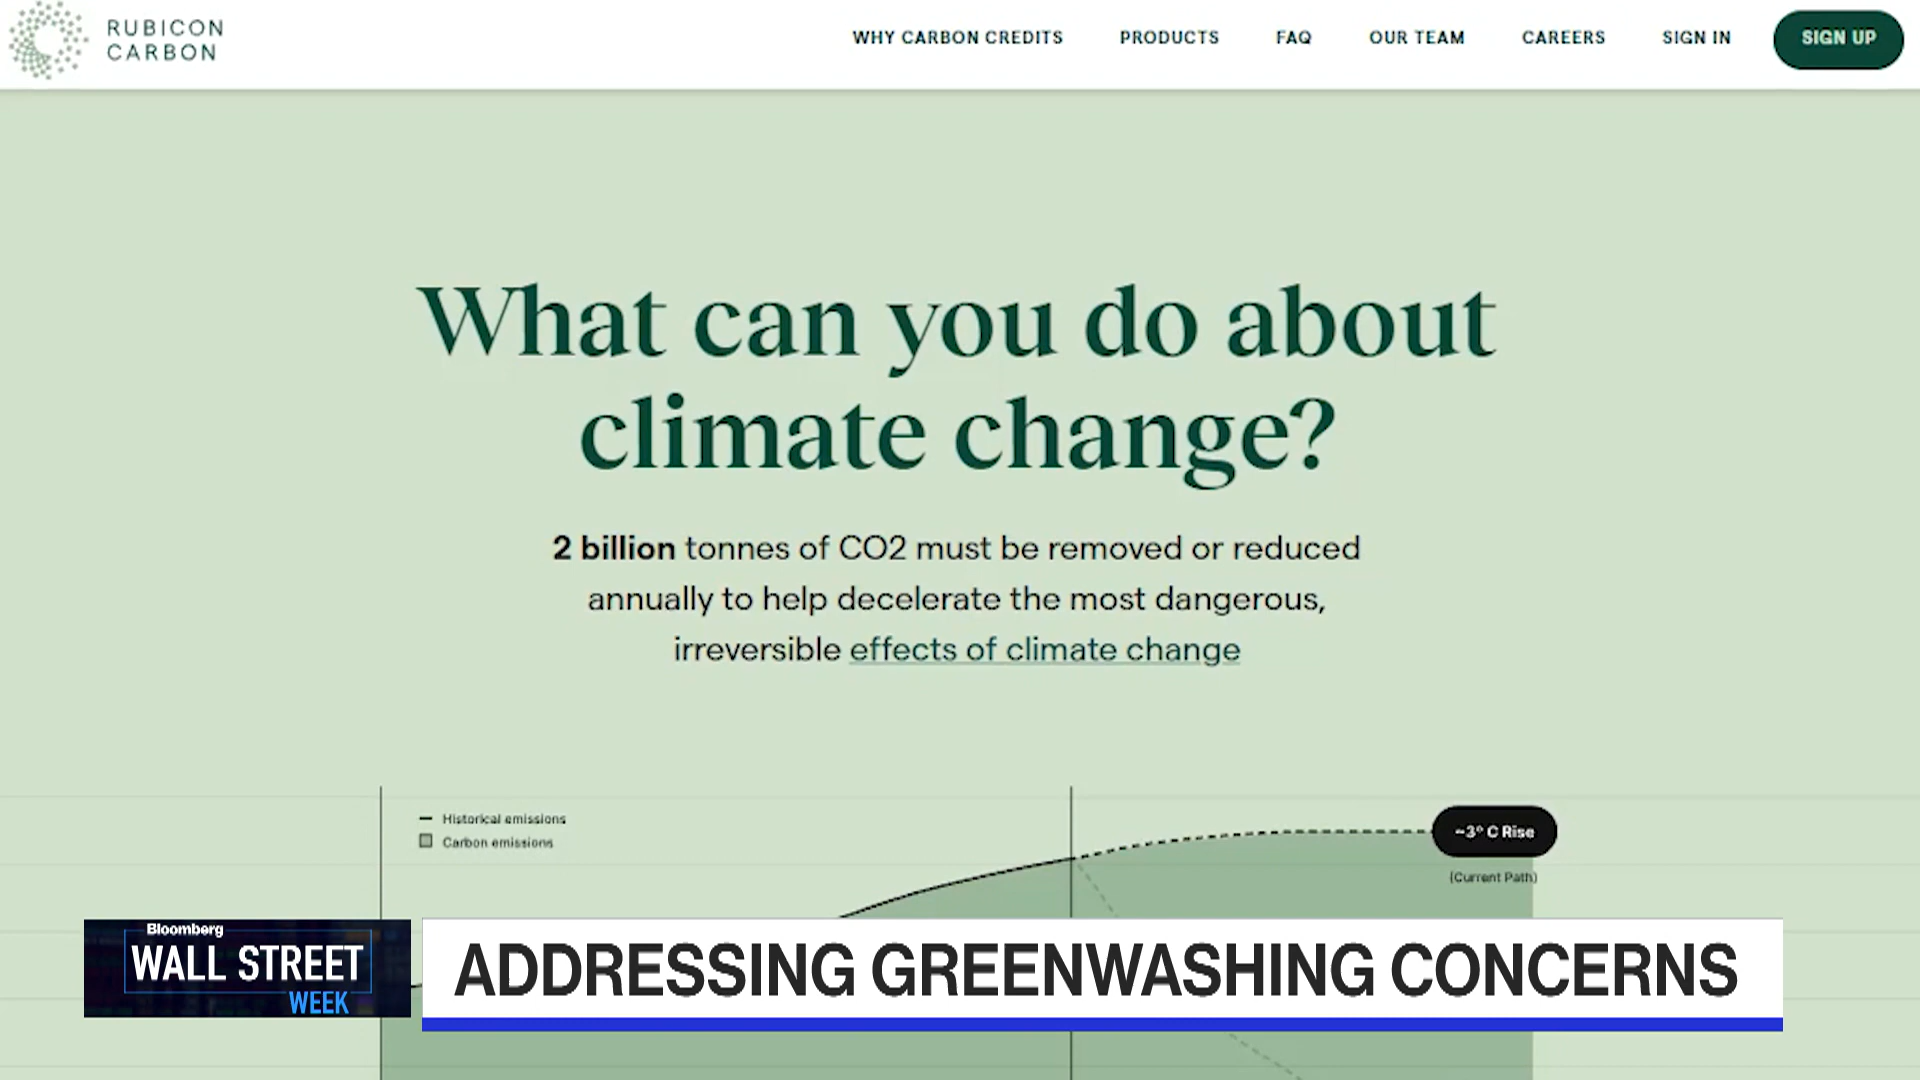 RUBICON
CARBON
WHY CARBON CREDITS PRODUCTS FAQ OUR TEAM CAREERS SIGN IN SIGN UP
What can you do about
climate change?
2 billion tonnes of CO2 must be removed or reduced
annually to help decelerate the most dangerous,
irreversible effects of climate change
Historical emissions
Carbon emissions
~3° C Rise
(Current Path)
Bloomberg
WALL STREET
WEEK
ADDRESSING GREENWASHING CONCERNS